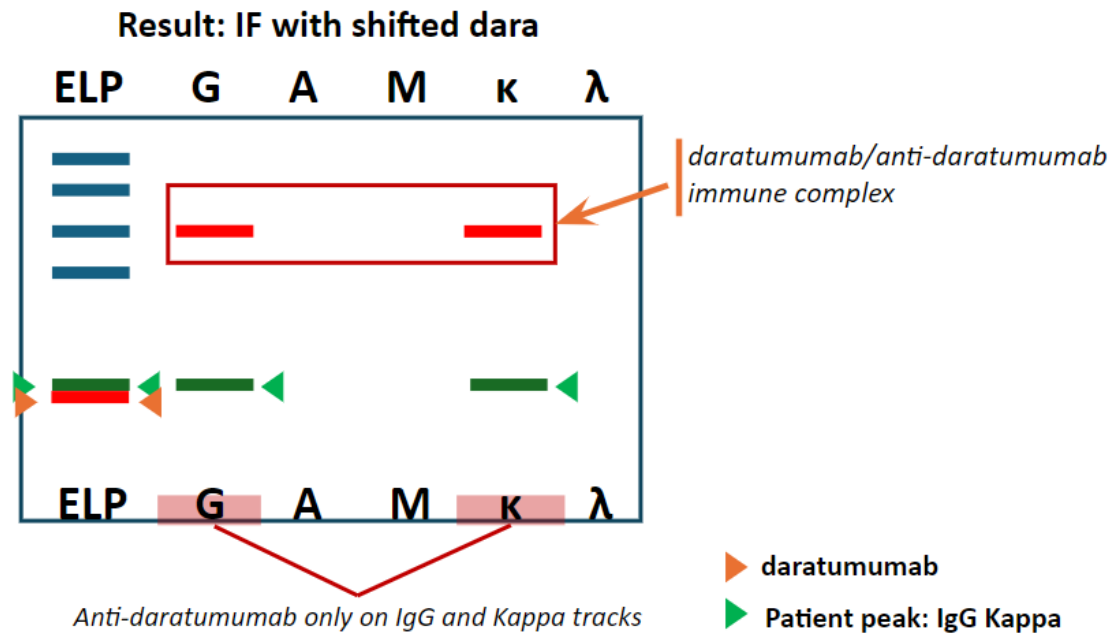 Result: IF with shifted dara
ELP G A M κ λ
daratumumab/anti-daratumumab
immune complex
ELP G A M κ λ
daratumumab
Anti-daratumumab only on IgG and Kappa tracks
Patient peak: IgG Kappa